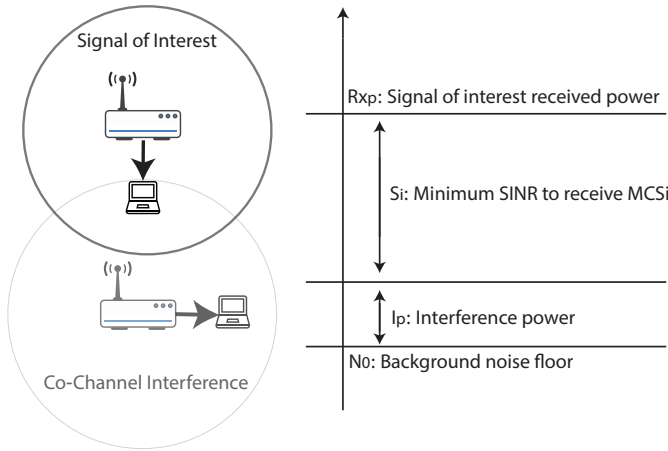 Signal of Interest
Co-Channel Interference
Rxp: Signal of interest received power
Si: Minimum SINR to receive MCSi
Ip: Interference power
N0: Background noise floor